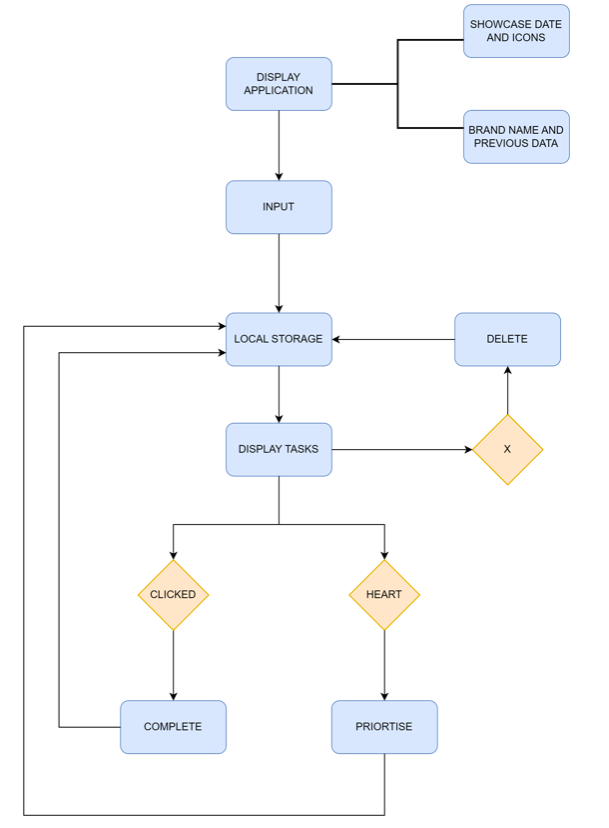 SHOWCASE DATE
AND ICONS
DISPLAY
APPLICATION
BRAND NAME AND
PREVIOUS DATA
INPUT
LOCAL STORAGE
DELETE
DISPLAY TASKS
X
CLICKED
HEART
COMPLETE
PRIORTISE